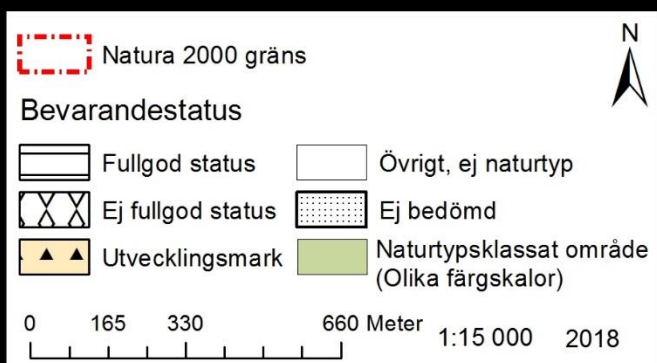 N
Natura 2000 gräns
Bevarandestatus
Fullgod status
Övrigt, ej naturtyp
Ej fullgod status
Ej bedömd
Utvecklingsmark
Naturtypsklassat område
(Olika färgskalor)
0 165 330 660 Meter
1:15 000 2018